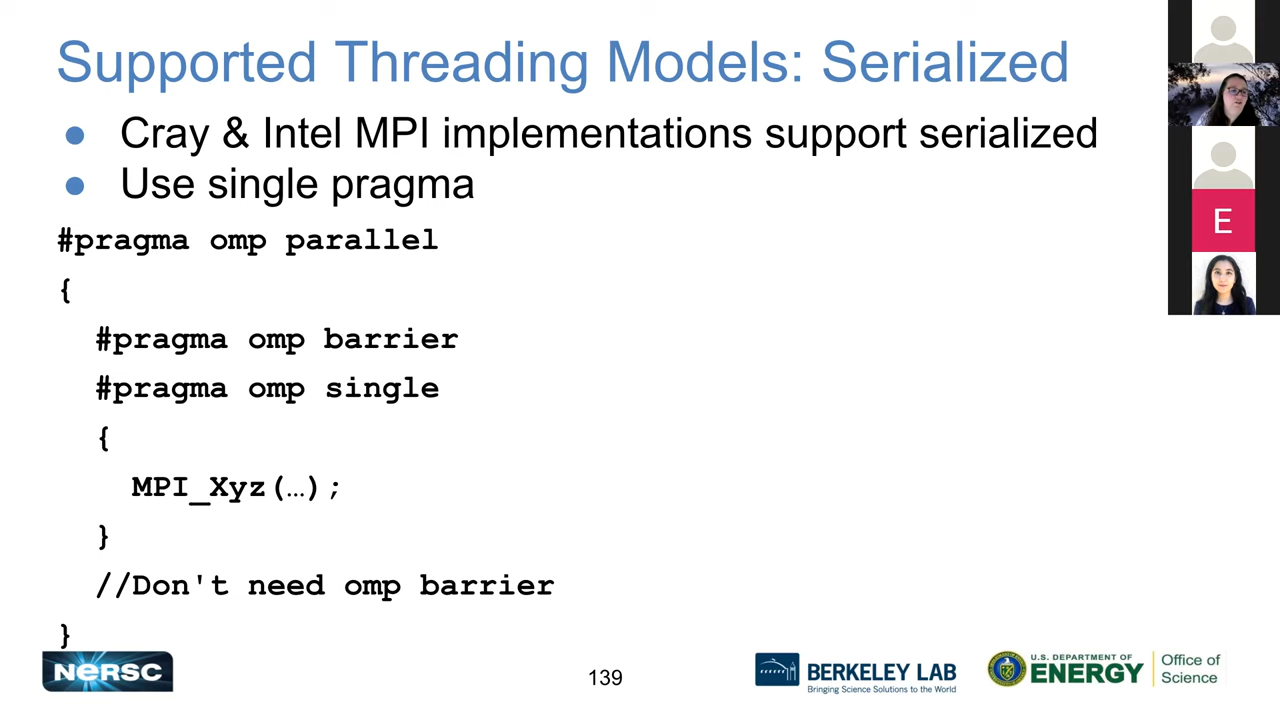 Supported Threading Models: Serialized
● Cray & Intel MPI implementations support serialized
● Use single pragma
#pragma omp parallel
{
#pragma omp barrier
#pragma omp single
{
MPI_Xyz(…);
}
//Don't need omp barrier
}
E
NERSC
139
BERKELEY LAB
Bringing Science Solutions to the World
U.S. DEPARTMENT OF
ENERGY
Office of
Science